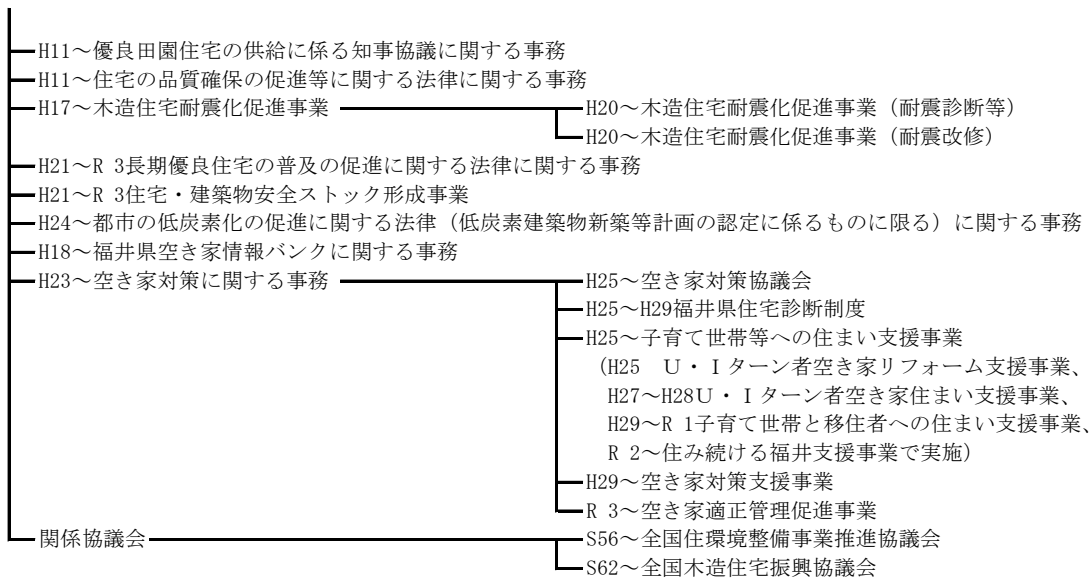 H11～優良田園住宅の供給に係る知事協議に関する事務
H11～住宅の品質確保の促進等に関する法律に関する事務
H17～木造住宅耐震化促進事業
H20～木造住宅耐震化促進事業（耐震診断等）
H20～木造住宅耐震化促進事業（耐震改修）
H21～R 3長期優良住宅の普及の促進に関する法律に関する事務
H21～R 3住宅・建築物安全ストック形成事業
H24～都市の低炭素化の促進に関する法律（低炭素建築物新築等計画の認定に係るものに限る）に関する事務
H18～福井県空き家情報バンクに関する事務
H23～空き家対策に関する事務
H25～空き家対策協議会
H25～H29福井県住宅診断制度
H25～子育て世帯等への住まい支援事業
（H25　Ｕ・Ｉターン者空き家リフォーム支援事業、
H27～H28Ｕ・Ｉターン者空き家住まい支援事業、
H29～R 1子育て世帯と移住者への住まい支援事業、
R 2～住み続ける福井支援事業で実施）
H29～空き家対策支援事業
R 3～空き家適正管理促進事業
関係協議会
S56～全国住環境整備事業推進協議会
S62～全国木造住宅振興協議会